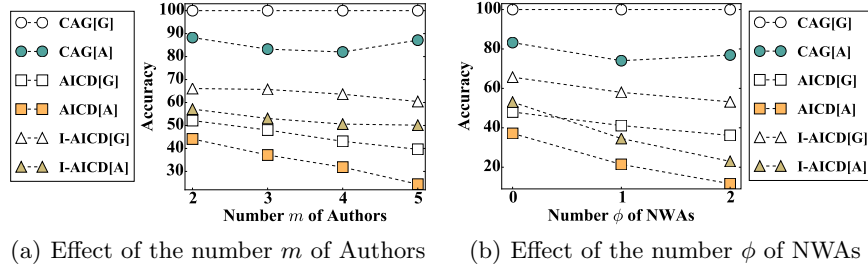 CAG[G]
CAG[A]
AICD[G]
AICD[A]
I-AICD[G]
I-AICD[A]
Accuracy
100
90
80
70
60
50
40
30
2 3 4 5
Number m of Authors
Accuracy
100
80
60
40
20
0 1 2
Number ϕ of NWAs
CAG[G]
CAG[A]
AICD[G]
AICD[A]
I-AICD[G]
I-AICD[A]
(a) Effect of the number m of Authors
(b) Effect of the number ϕ of NWAs